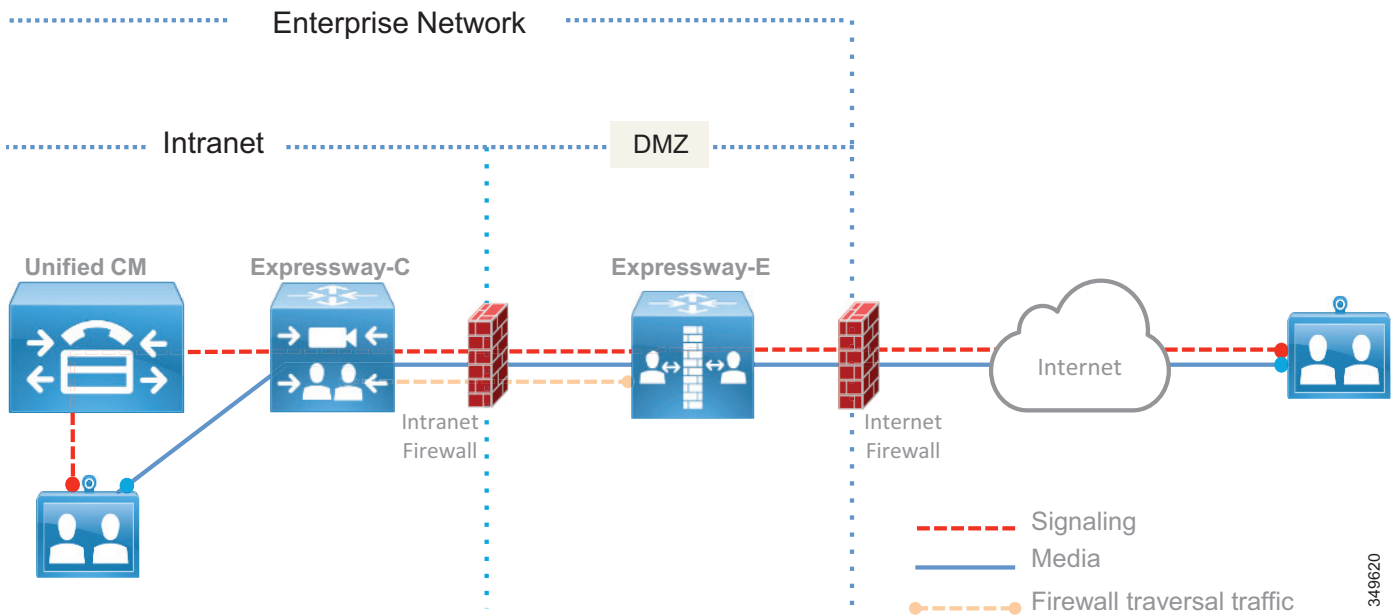 Enterprise Network
Intranet
DMZ
Unified CM
Expressway-C
Expressway-E
Internet
Intranet
Firewall
Internet
Firewall
Signaling
Media
Firewall traversal traffic
349620